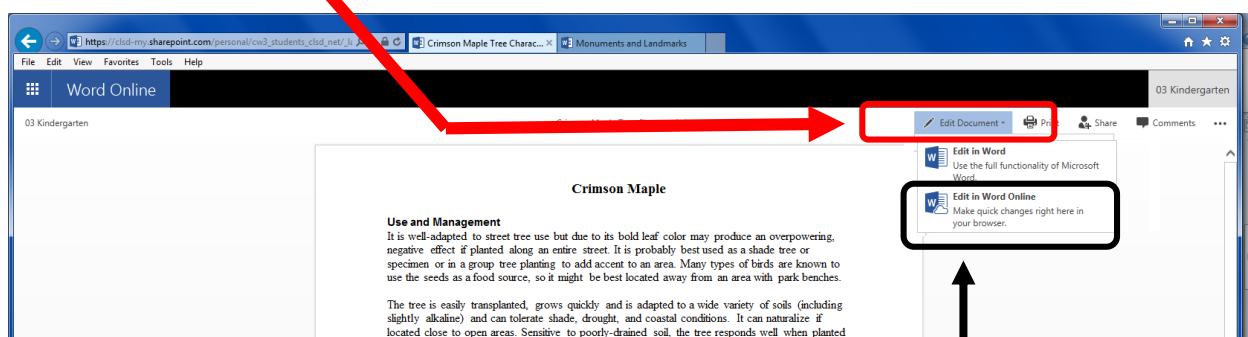 https://clsd-my.sharepoint.com/personal/cw3_students_clsd_net/_
Crimson Maple Tree Charac... ×
Monuments and Landmarks
File Edit View Favorites Tools Help
Word Online
03 Kindergarten
03 Kindergarten
Edit Document
Print
Share
Comments
Edit in Word
Use the full functionality of Microsoft
Word.
Edit in Word Online
Make quick changes right here in
your browser.
Crimson Maple
Use and Management
It is well-adapted to street tree use but due to its bold leaf color may produce an overpowering,
negative effect if planted along an entire street. It is probably best used as a shade tree or
specimen or in a group tree planting to add accent to an area. Many types of birds are known to
use the seeds as a food source, so it might be best located away from an area with park benches.
The tree is easily transplanted, grows quickly and is adapted to a wide variety of soils (including
slightly alkaline) and can tolerate shade, drought, and coastal conditions. It can naturalize if
located close to open areas. Sensitive to poorly-drained soil, the tree responds well when planted